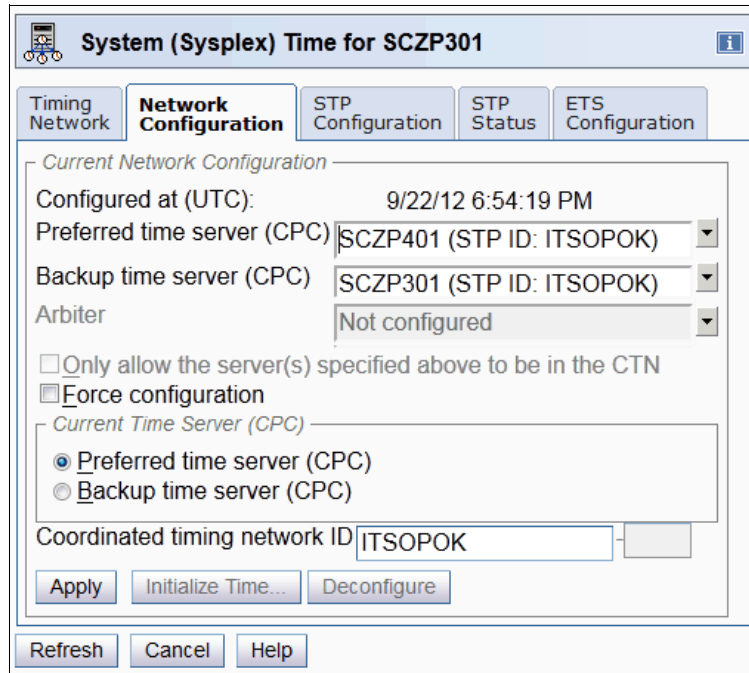 System (Sysplex) Time for SCZP301
i
Timing Network
Network Configuration
STP Configuration
STP Status
ETS Configuration
Current Network Configuration
Configured at (UTC): 9/22/12 6:54:19 PM
Preferred time server (CPC) SCZP401 (STP ID: ITSOPOK)
Backup time server (CPC) SCZP301 (STP ID: ITSOPOK)
Arbiter Not configured
Only allow the server(s) specified above to be in the CTN
Force configuration
Current Time Server (CPC)
Preferred time server (CPC)
Backup time server (CPC)
Coordinated timing network ID ITSOPOK -
Apply Initialize Time... Deconfigure
Refresh Cancel Help